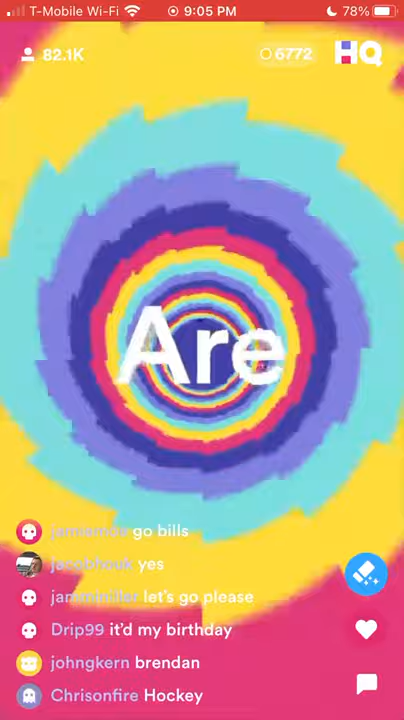 T-Mobile Wi-Fi 9:05 PM 78%
82.1K 6772 HQ
Are
go bills
jacobhouk yes
let's go please
Drip99 it'd my birthday
johngkern brendan
Chrisonfire Hockey